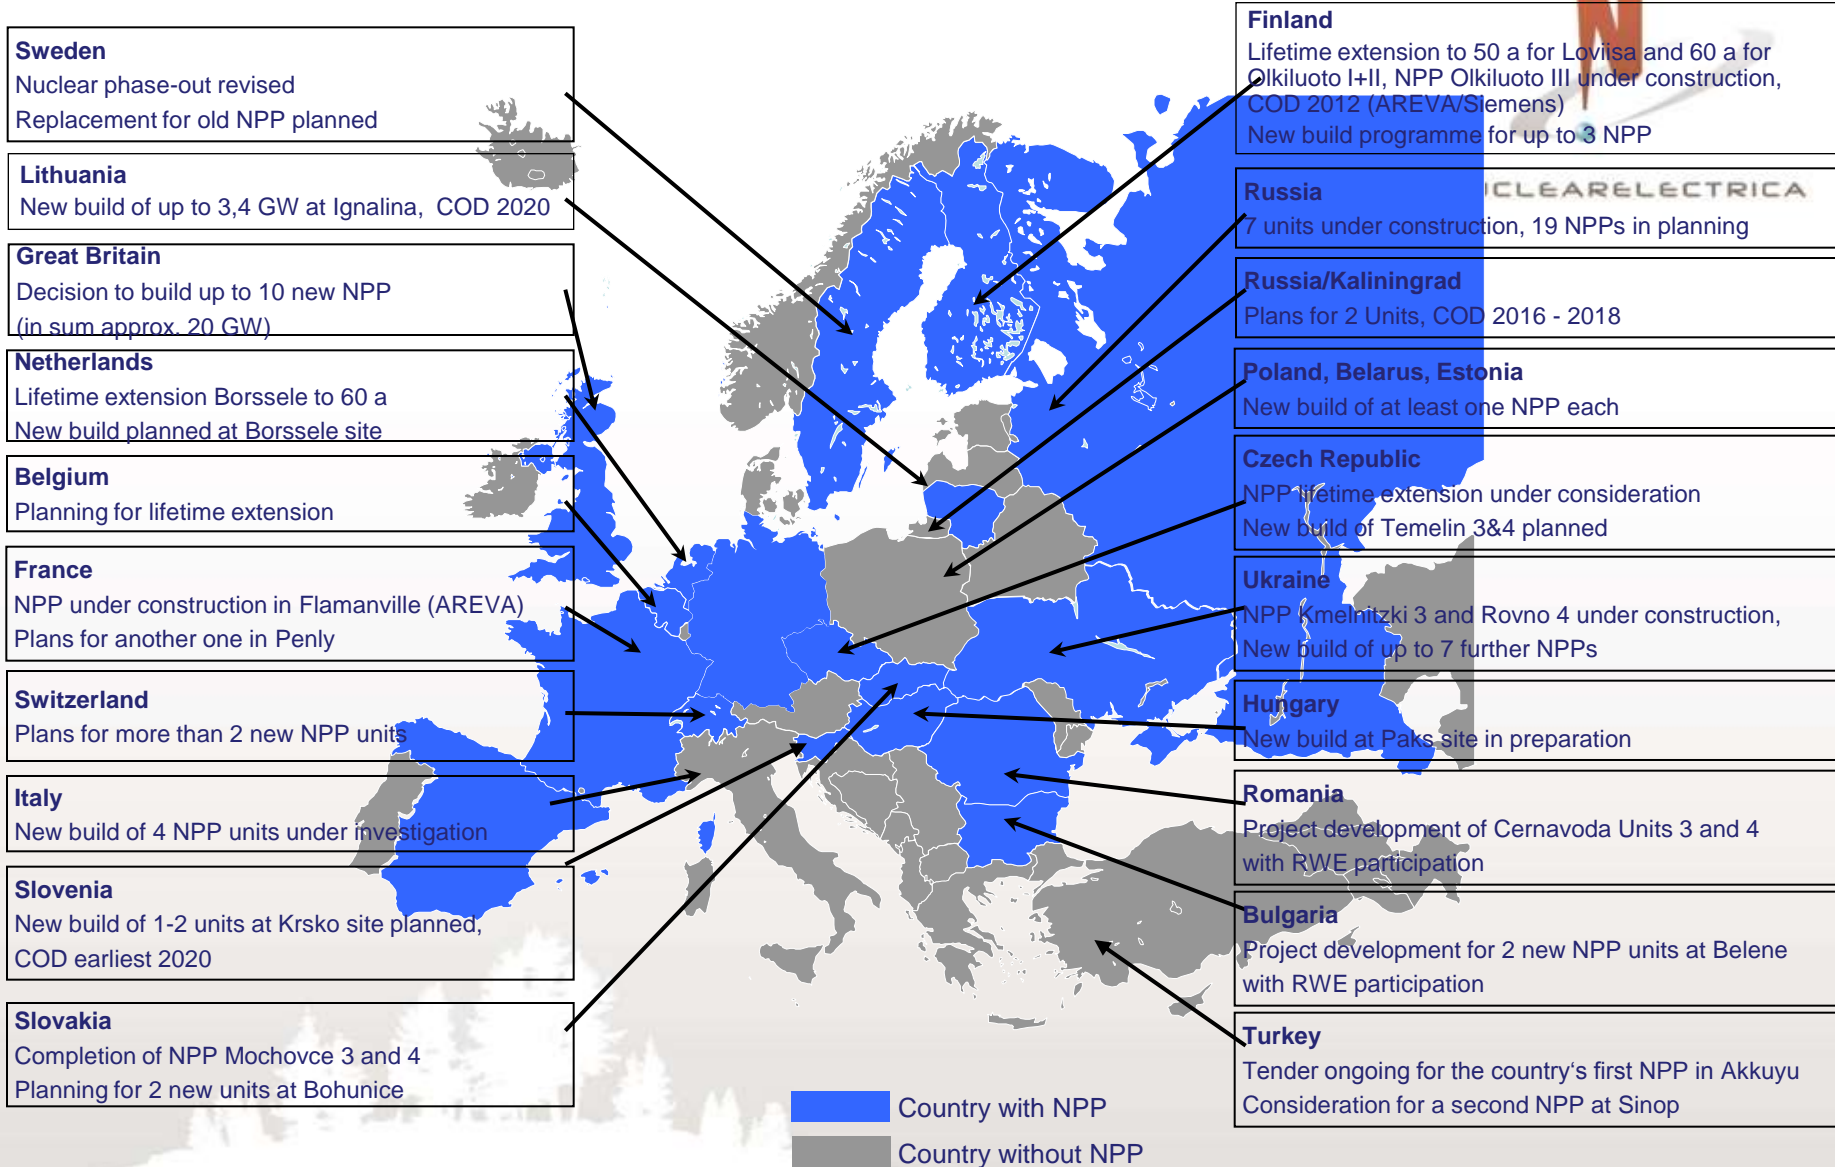 Sweden
Nuclear phase-out revised
Replacement for old NPP planned
Lithuania
New build of up to 3,4 GW at Ignalina, COD 2020
Great Britain
Decision to build up to 10 new NPP
(in sum approx. 20 GW)
Netherlands
Lifetime extension Borssele to 60 a
New build planned at Borssele site
Belgium
Planning for lifetime extension
France
NPP under construction in Flamanville (AREVA)
Plans for another one in Penly
Switzerland
Plans for more than 2 new NPP units
Italy
New build of 4 NPP units under investigation
Slovenia
New build of 1-2 units at Krsko site planned,
COD earliest 2020
Slovakia
Completion of NPP Mochovce 3 and 4
Planning for 2 new units at Bohunice
Finland
Lifetime extension to 50 a for Loviisa and 60 a for
Olkiluoto I+II, NPP Olkiluoto III under construction,
COD 2012 (AREVA/Siemens)
New build programme for up to 3 NPP
UCLEARELECTRICA
Russia
7 units under construction, 19 NPPs in planning
Russia/Kaliningrad
Plans for 2 Units, COD 2016 - 2018
Poland, Belarus, Estonia
New build of at least one NPP each
Czech Republic
NPP lifetime extension under consideration
New build of Temelin 3&4 planned
Ukraine
NPP Kmelnitzki 3 and Rovno 4 under construction,
New build of up to 7 further NPPs
Hungary
New build at Paks site in preparation
Romania
Project development of Cernavoda Units 3 and 4
with RWE participation
Bulgaria
Project development for 2 new NPP units at Belene
with RWE participation
Turkey
Tender ongoing for the country‘s first NPP in Akkuyu
Consideration for a second NPP at Sinop
Country with NPP
Country without NPP